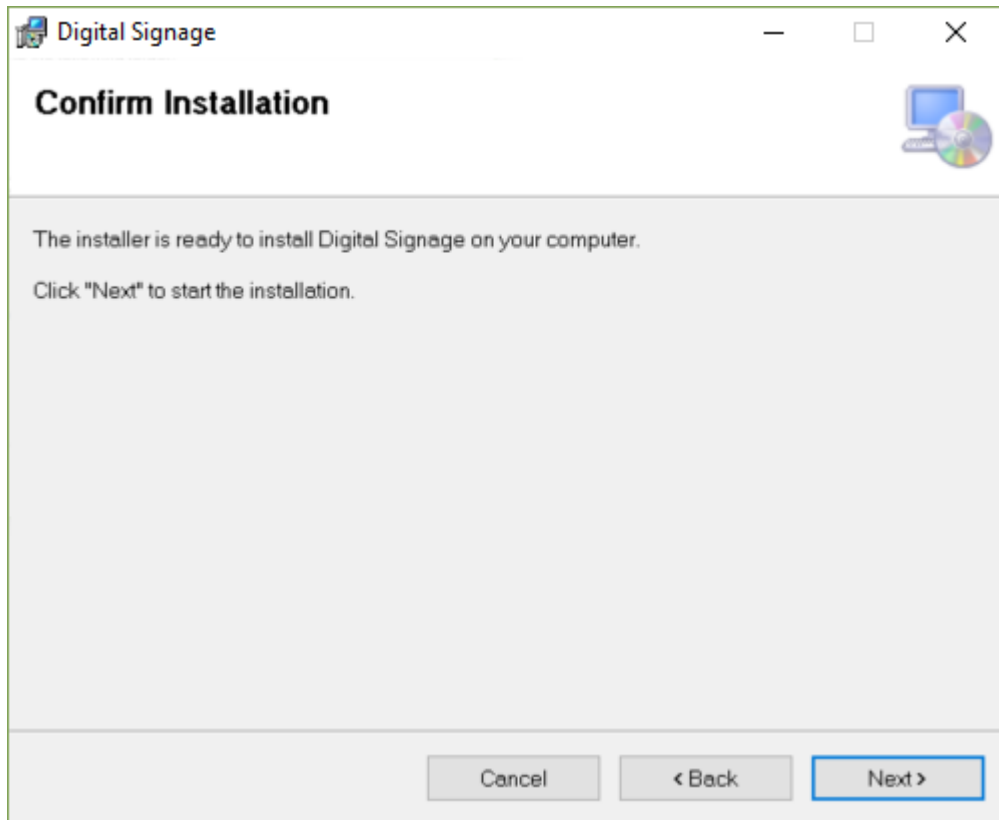 Digital Signage
Confirm Installation
The installer is ready to install Digital Signage on your computer.
Click "Next" to start the installation.
Cancel
< Back
Next >